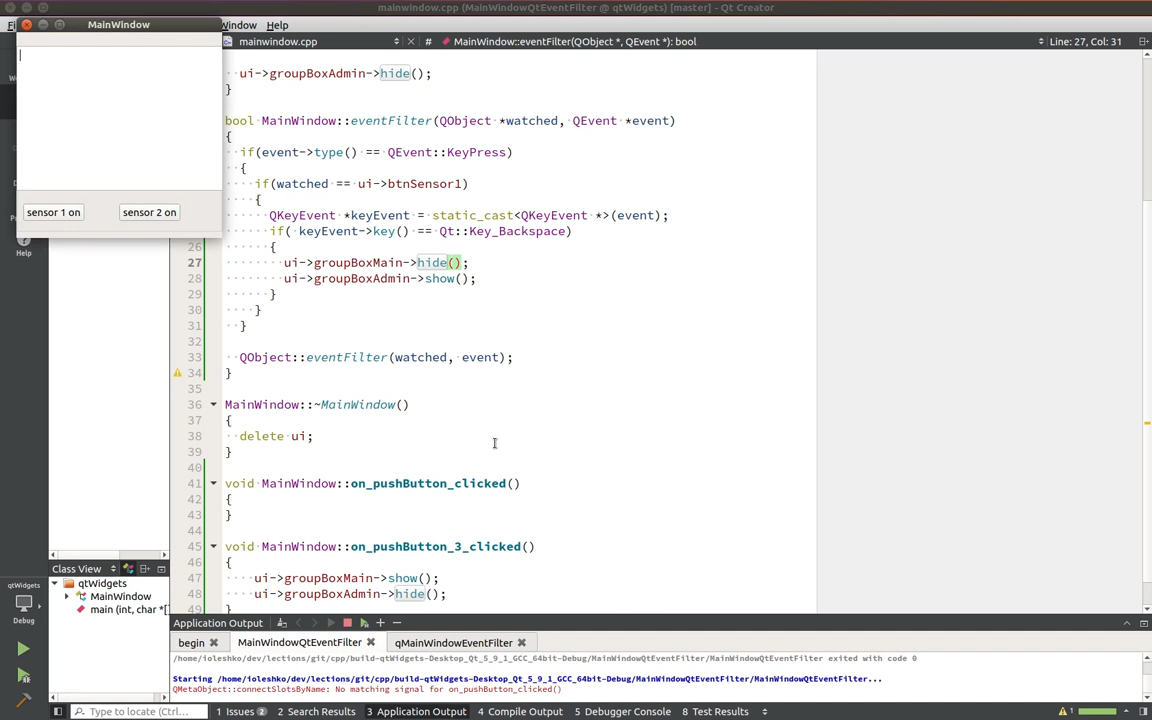 mainwindow.cpp (MainWindowQtEventFilter @ qtWidgets) [master] - Qt Creator
MainWindow
Window Help
mainwindow.cpp
# MainWindow::eventFilter(QObject *, QEvent *): bool
Line: 27, Col: 31
ui->groupBoxAdmin->hide();
}
bool MainWindow::eventFilter(QObject *watched, QEvent *event)
{
if(event->type() == QEvent::KeyPress)
{
if(watched == ui->btnSensor1)
{
QKeyEvent *keyEvent = static_cast<QKeyEvent *>(event);
if( keyEvent->key() == Qt::Key_Backspace)
26 {
27 ui->groupBoxMain->hide();
28 ui->groupBoxAdmin->show();
29 }
30 }
31 }
32
33 QObject::eventFilter(watched, event);
34 }
35
36 MainWindow::~MainWindow()
37 {
38 delete ui;
39 }
40
41 void MainWindow::on_pushButton_clicked()
42 {
43 }
44
45 void MainWindow::on_pushButton_3_clicked()
46 {
47 ui->groupBoxMain->show();
48 ui->groupBoxAdmin->hide();
49 }
sensor 1 on
sensor 2 on
Help
Class View
qtWidgets
MainWindow
main (int, char *[]
qtWidgets
Debug
Application Output
begin
MainWindowQtEventFilter
qMainWindowEventFilter
/home/ioleshko/dev/lections/git/cpp/build-qtWidgets-Desktop_Qt_5_9_1_GCC_64bit-Debug/MainWindowQtEventFilter/MainWindowQtEventFilter exited with code 0
Starting /home/ioleshko/dev/lections/git/cpp/build-qtWidgets-Desktop_Qt_5_9_1_GCC_64bit-Debug/MainWindowQtEventFilter/MainWindowQtEventFilter...
QMetaObject::connectSlotsByName: No matching signal for on_pushButton_clicked()
Type to locate (Ctrl...
1 Issues 2
2 Search Results
3 Application Output
4 Compile Output
5 Debugger Console
8 Test Results
1